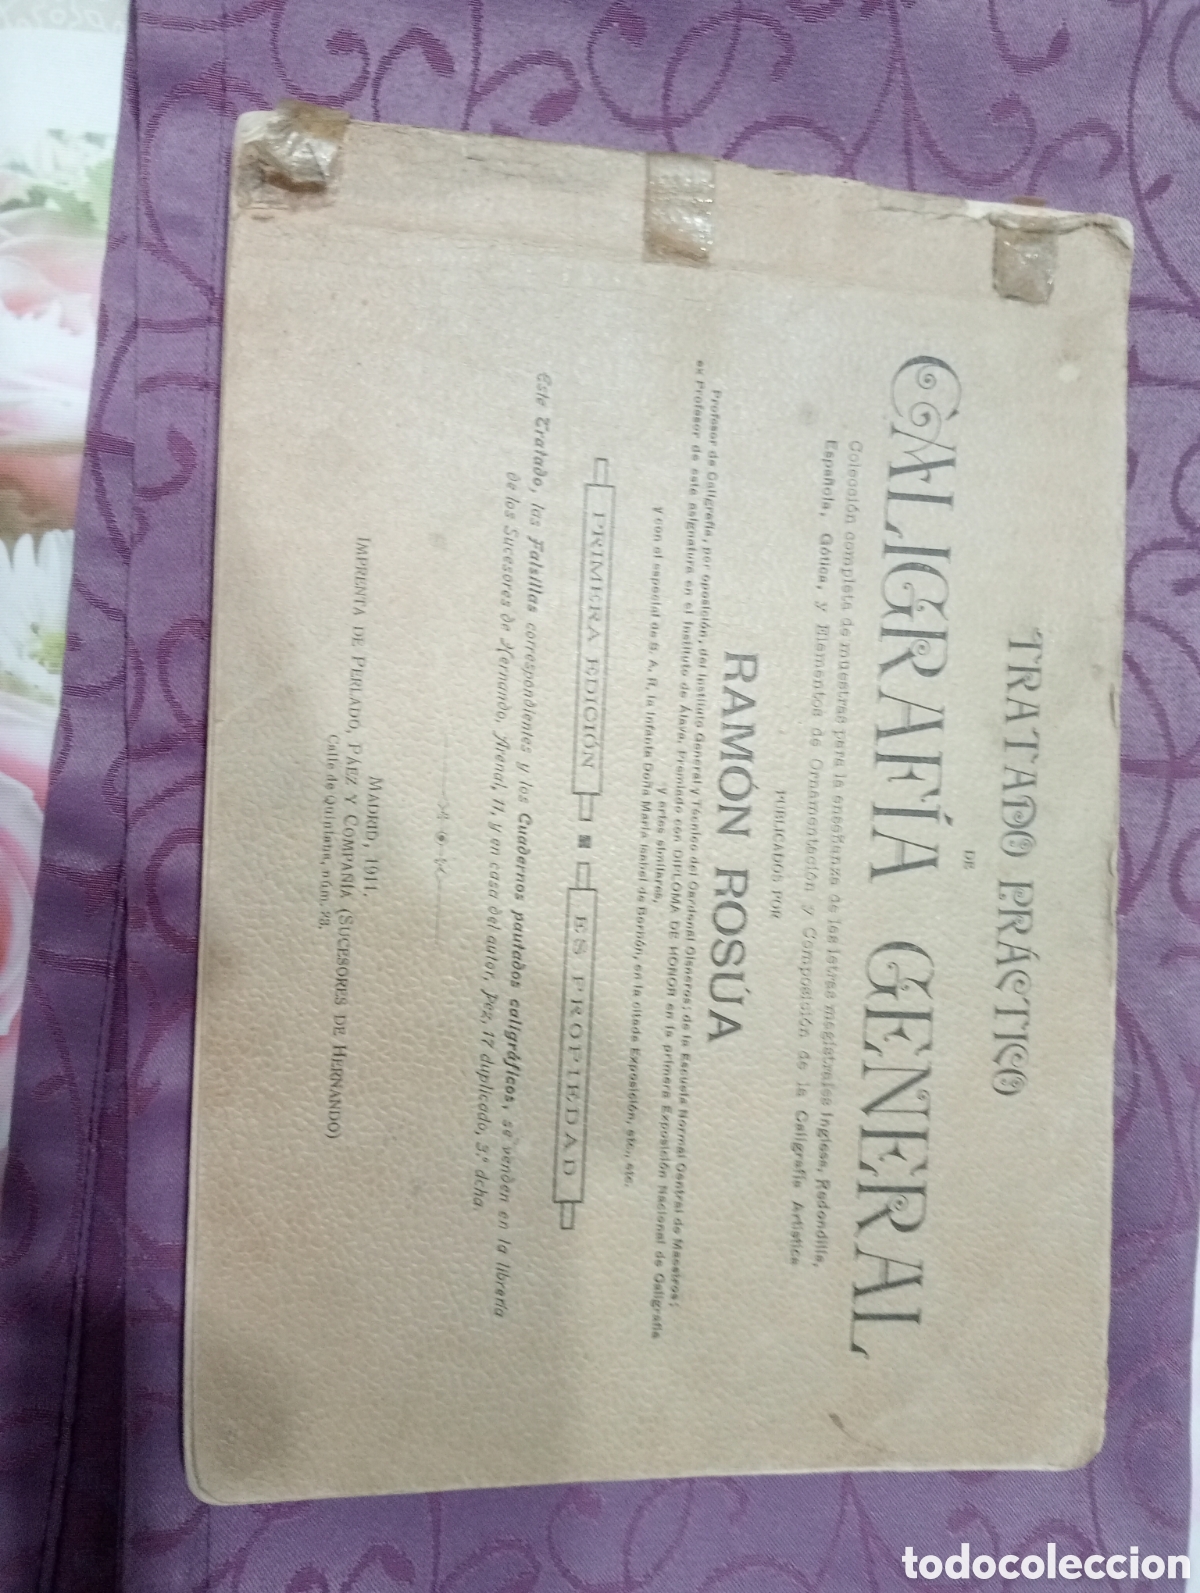 TRATADO PRÁCTICO
DE
CALIGRAFÍA GENERAL
Colección completa de muestras para la enseñanza de las letras magistrales Inglesa, Redondilla,
Española, Gótica, y Elementos de Ornamentación y Composición de la Caligrafía Artística
PUBLICADOS POR
RAMÓN ROSÚA
Profesor de Caligrafía, por oposición, del Instituto General y Técnico del Cardenal Cisneros; de la Escuela Normal Central de Maestros;
ex Profesor de esta asignatura en el Instituto de Álava. Premiado con DIPLOMA DE HONOR en la primera Exposición Nacional de Caligrafía
y artes similares,
y con el especial de S. A. R. la Infanta Doña María Isabel de Borbón, en la citada Exposición, etc., etc.
PRIMERA EDICIÓN ES PROPIEDAD
Este Tratado, las Falsillas correspondientes y los Cuadernos pautados caligráficos, se venden en la librería
de los Sucesores de Hernando, Arenal, 11, y en casa del autor, Pez, 17 duplicado, 3.º dcha
MADRID, 1911.
IMPRENTA DE PERLADO, PÁEZ Y COMPAÑÍA (SUCESORES DE HERNANDO)
Calle de Quintana, núm. 33.
todocoleccion